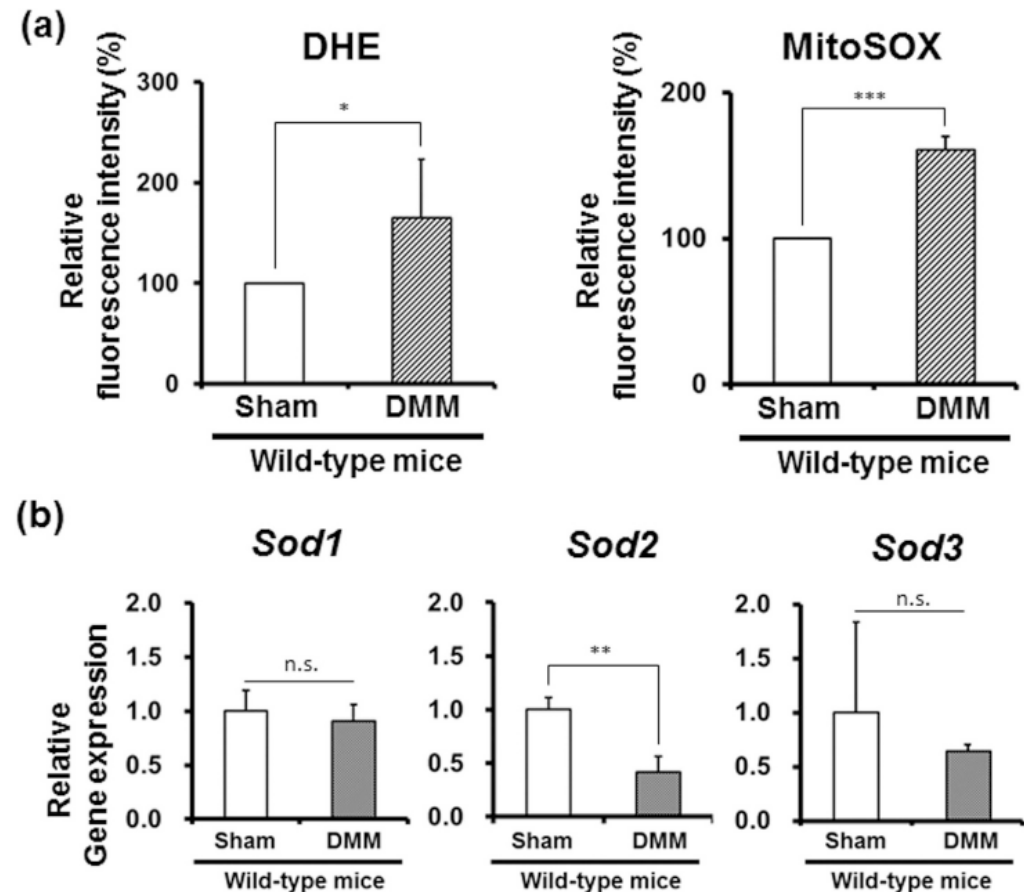 (a)
DHE
Relative
fluorescence intensity (%)
300
200
100
0
*
Sham
DMM
Wild-type mice
MitoSOX
Relative
fluorescence intensity (%)
200
100
0
***
Sham
DMM
Wild-type mice
(b)
Relative
Gene expression
Sod1
2.0
1.5
1.0
0.5
0.0
n.s.
Sham
DMM
Wild-type mice
Sod2
2.0
1.5
1.0
0.5
0.0
**
Sham
DMM
Wild-type mice
Sod3
2.0
1.5
1.0
0.5
0.0
n.s.
Sham
DMM
Wild-type mice